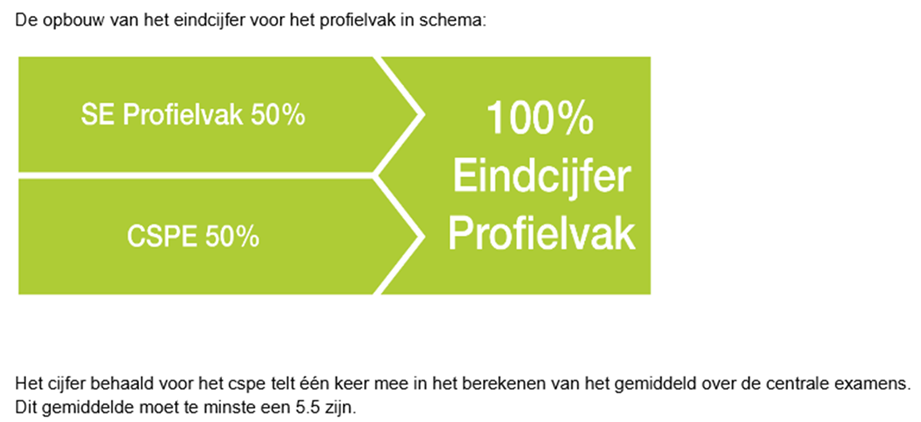 De opbouw van het eindcijfer voor het profielvak in schema:
SE Profielvak 50%
CSPE 50%
100%
Eindcijfer
Profielvak
Het cijfer behaald voor het cspe telt één keer mee in het berekenen van het gemiddeld over de centrale examens.
Dit gemiddelde moet te minste een 5.5 zijn.